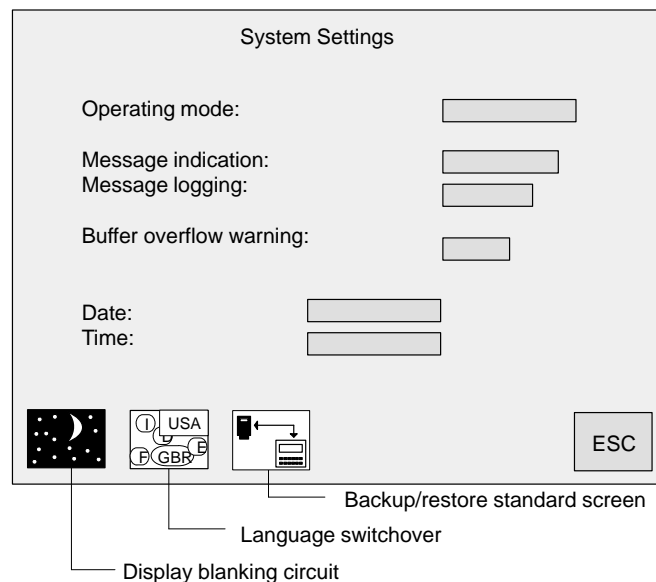 System Settings
Operating mode:
Message indication:
Message logging:
Buffer overflow warning:
Date:
Time:
I
USA
D
E
F
GBR
ESC
Backup/restore standard screen
Language switchover
Display blanking circuit